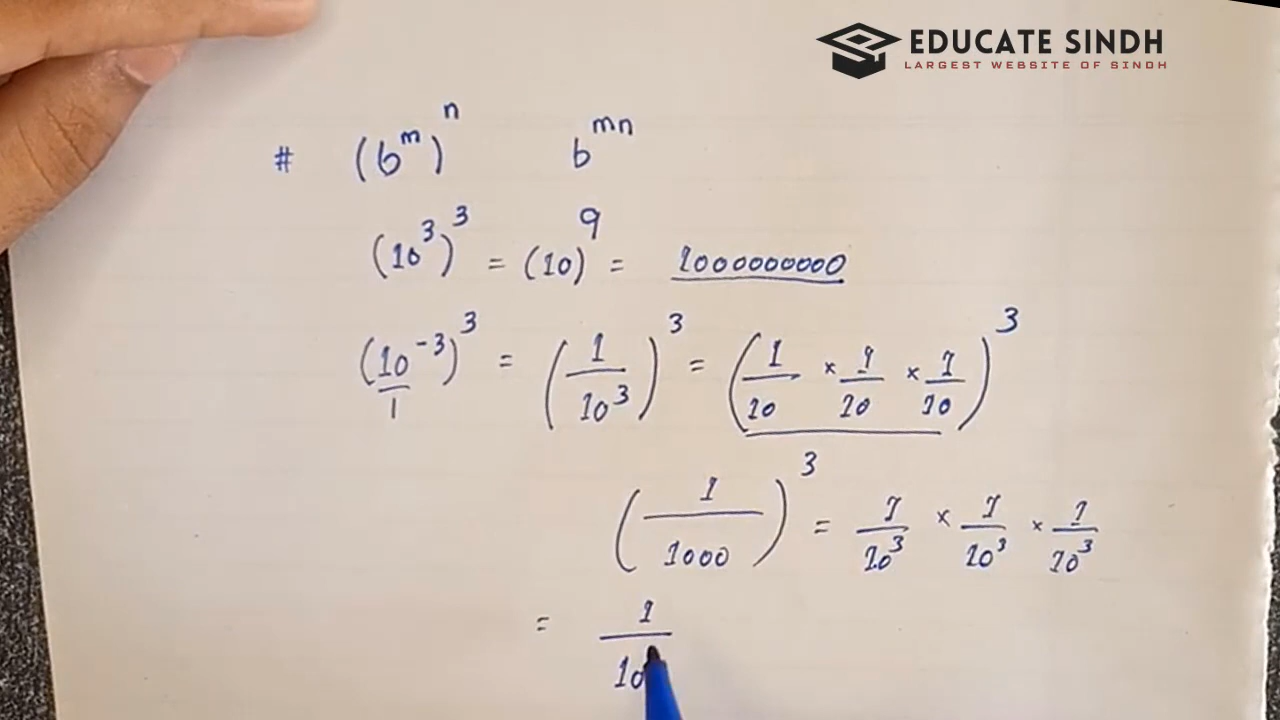 EDUCATE SINDH
LARGEST WEBSITE OF SINDH
# (b^m)^n b^mn
(10^3)^3 = (10)^9 = 1000000000
(10^-3/1)^3 = (1/10^3)^3 = (1/10 × 1/10 × 1/10)^3
(1/1000)^3 = 1/10^3 × 1/10^3 × 1/10^3
= 1/10